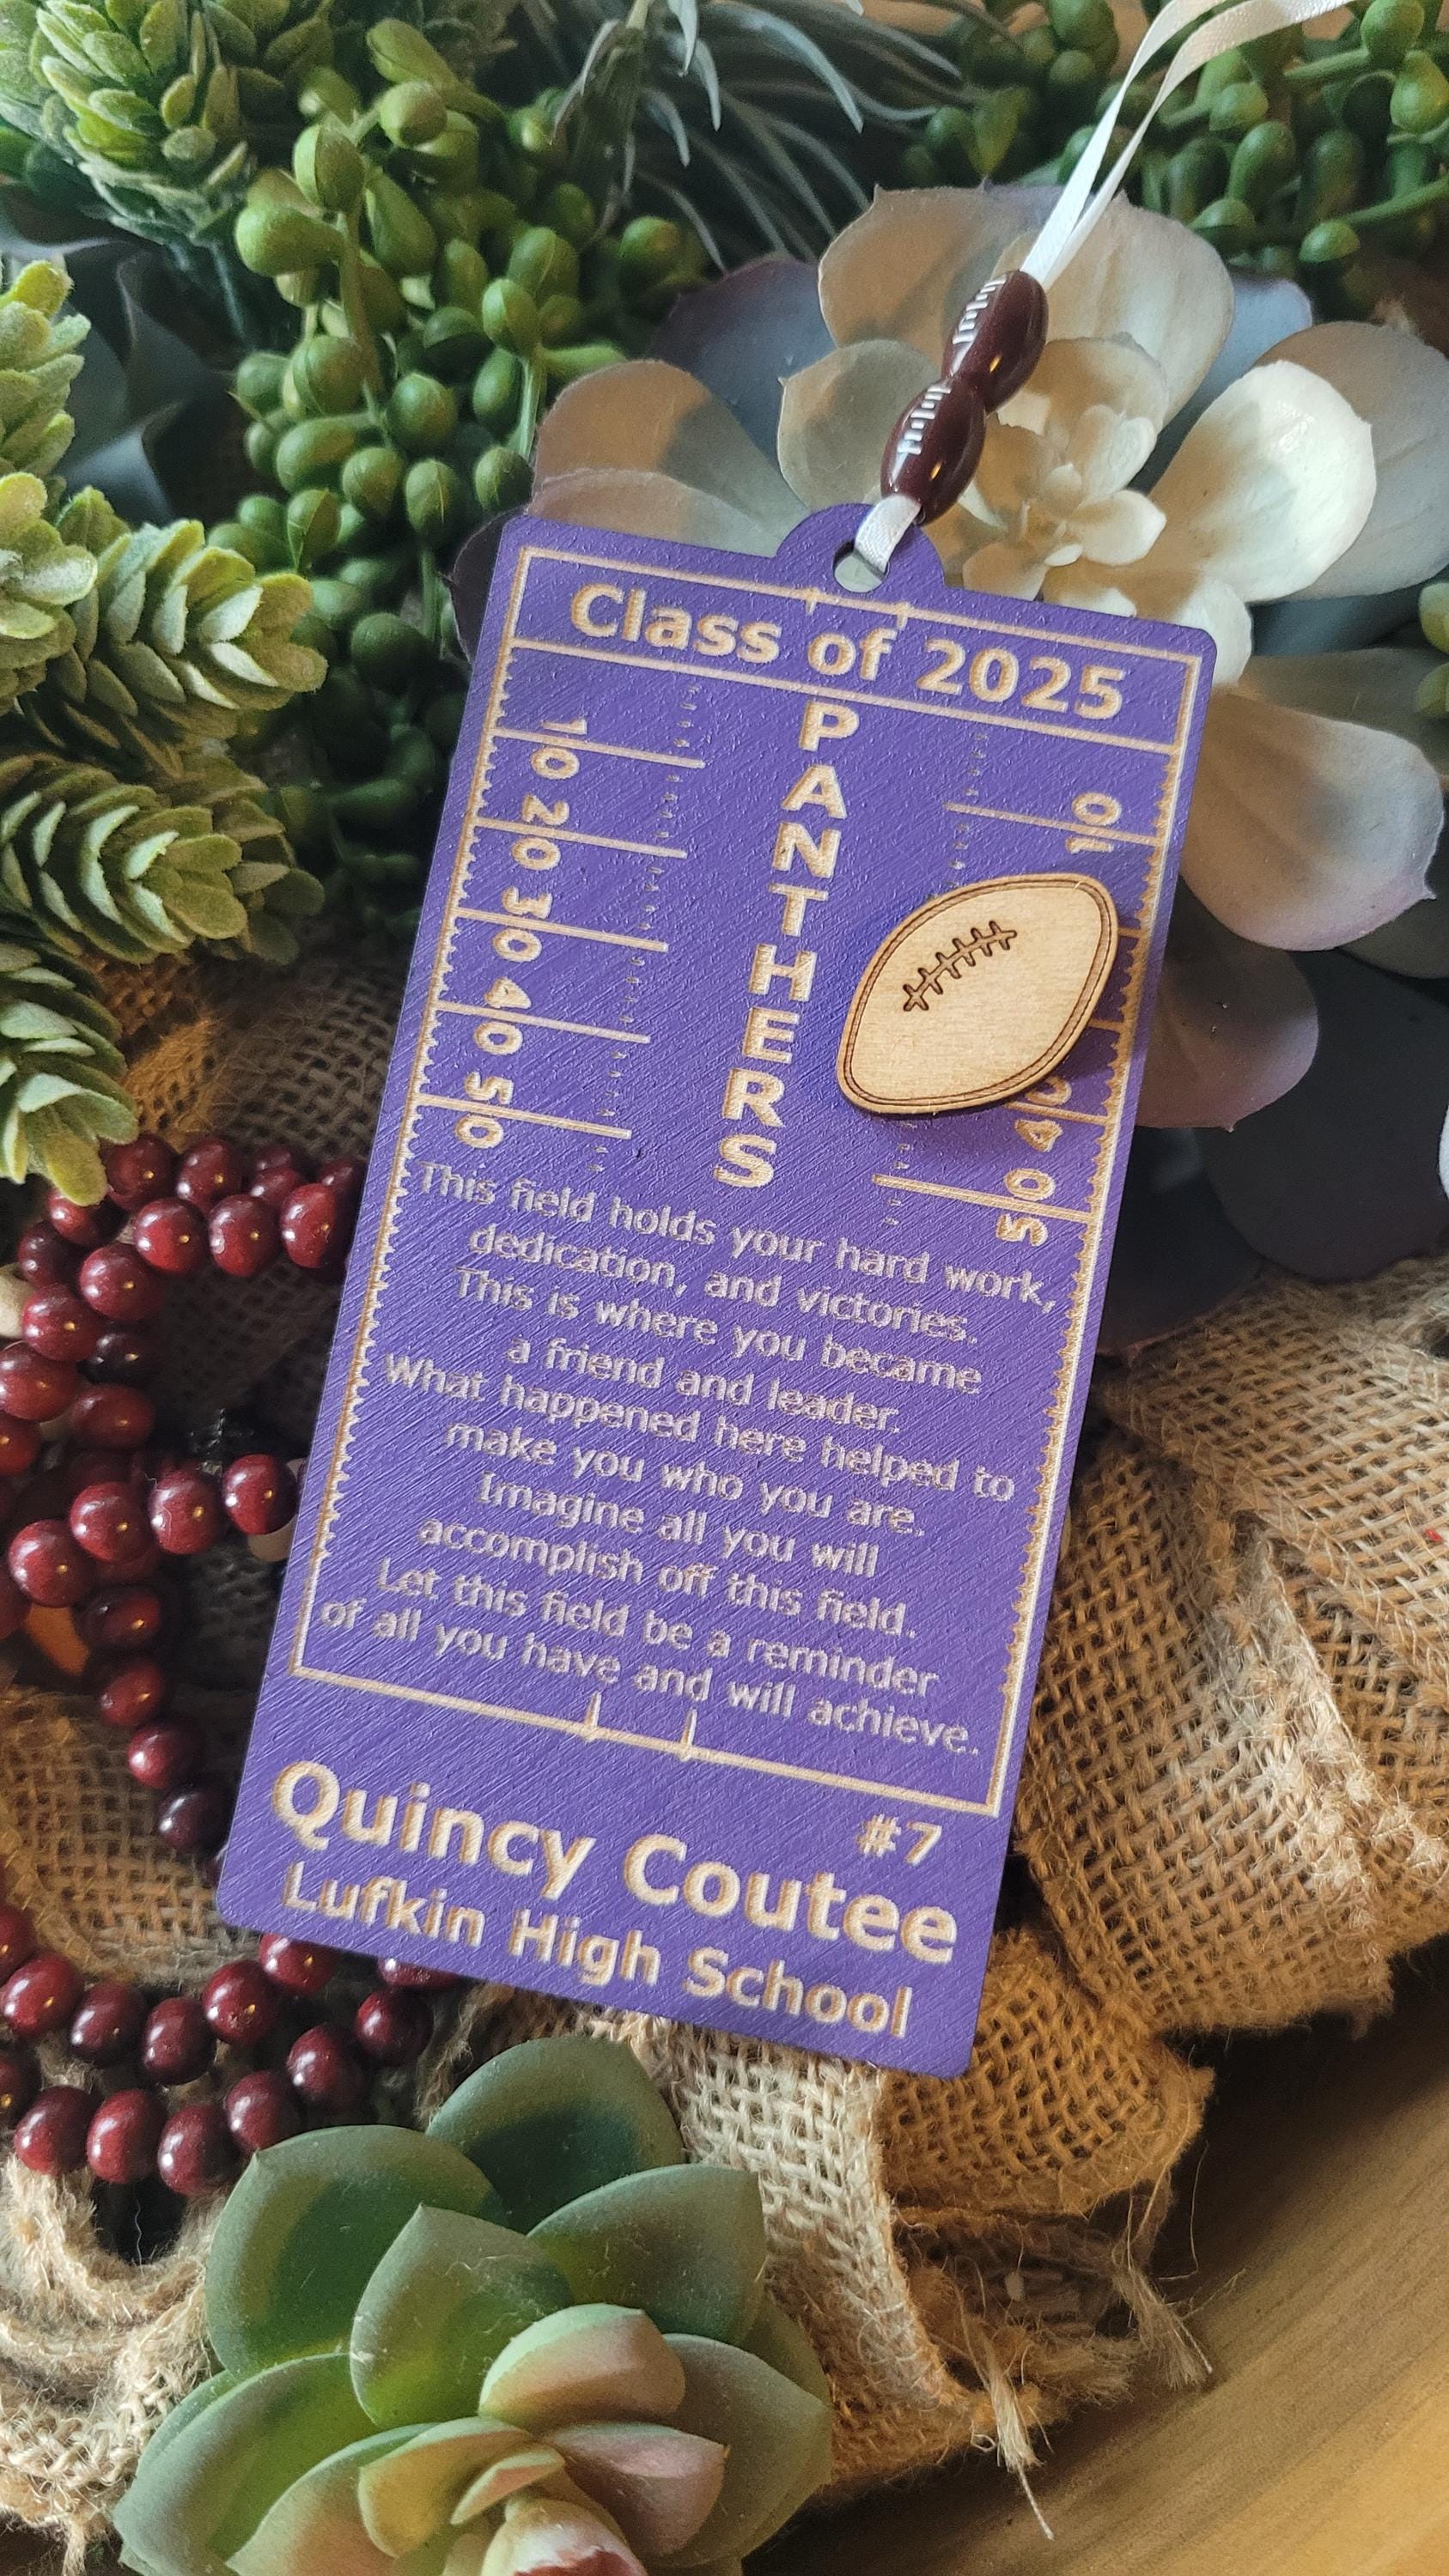 Class of 2025
PANTHERS
10
20
30
40
50
10
40
50
This field holds your hard work,
dedication, and victories.
This is where you became
a friend and leader.
What happened here helped to
make you who you are.
Imagine all you will
accomplish off this field.
Let this field be a reminder
of all you have and will achieve.
#7
Quincy Coutee
Lufkin High School